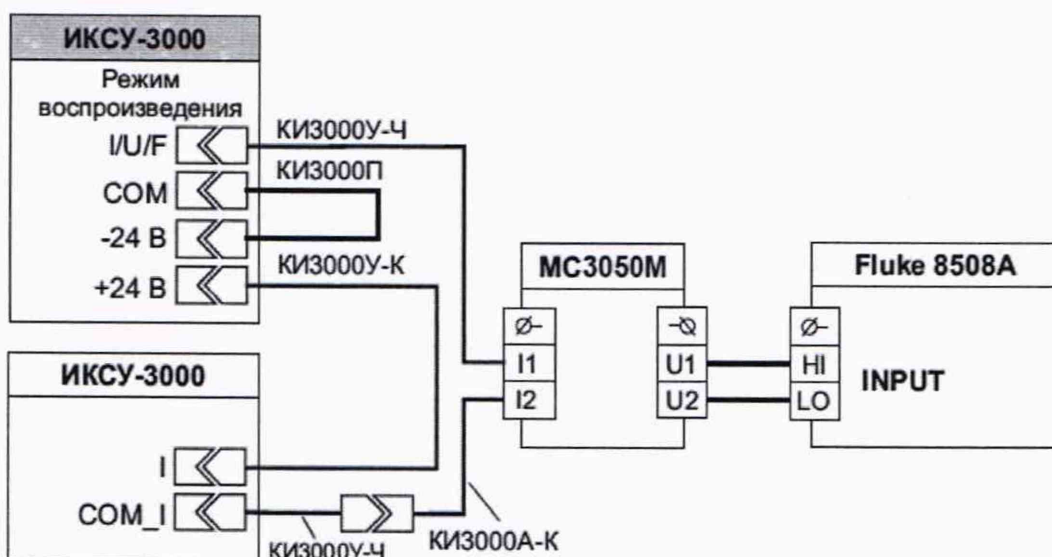 ИКСУ-3000
Режим
воспроизведения
I/U/F
КИ3000У-Ч
COM
КИ3000П
-24 В
+24 В
КИ3000У-К
ИКСУ-3000
I
COM_I
КИ3000У-Ч
КИ3000А-К
МС3050М
I1
I2
U1
U2
Fluke 8508A
HI
LO
INPUT